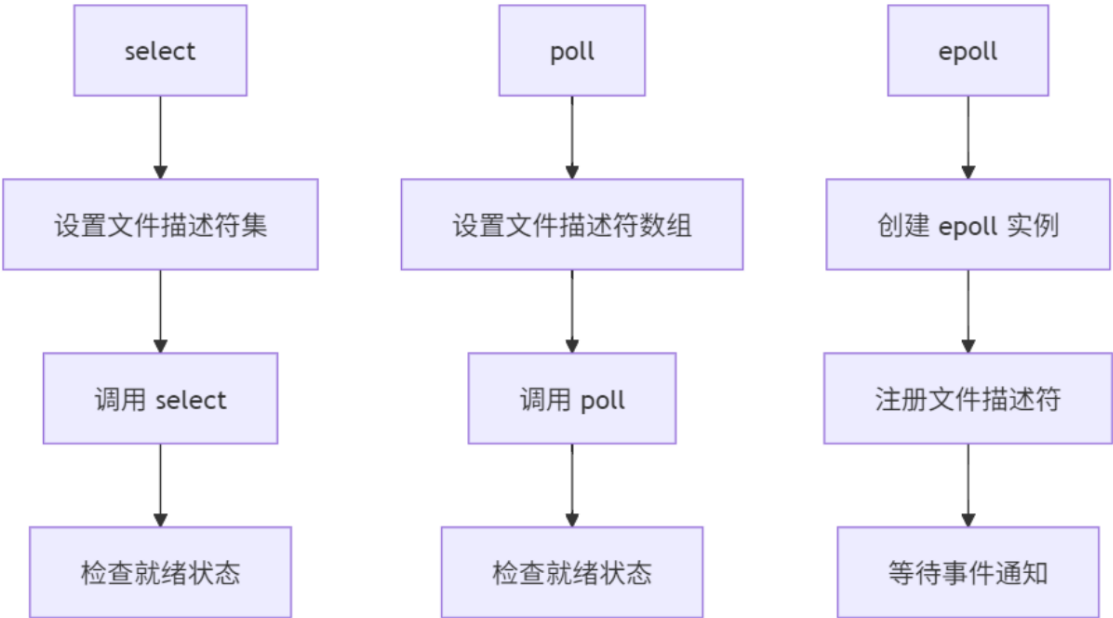 select
poll
epoll
设置文件描述符集
设置文件描述符数组
创建 epoll 实例
调用 select
调用 poll
注册文件描述符
检查就绪状态
检查就绪状态
等待事件通知